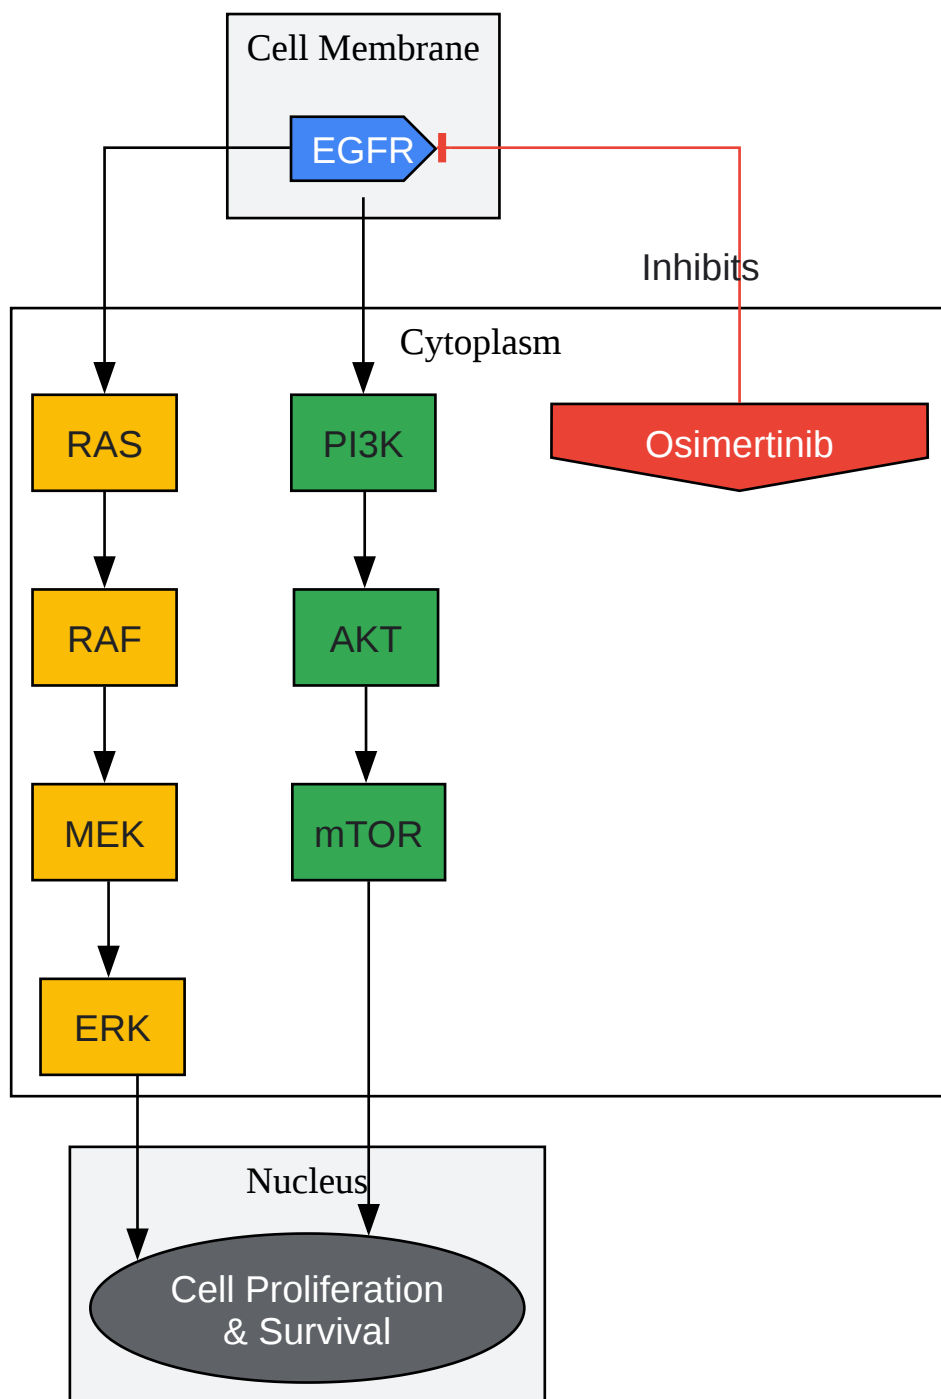 Cell Membrane
EGFR
Inhibits
Cytoplasm
RAS
PI3K
Osimertinib
RAF
AKT
MEK
mTOR
ERK
Nucleus
Cell Proliferation
& Survival